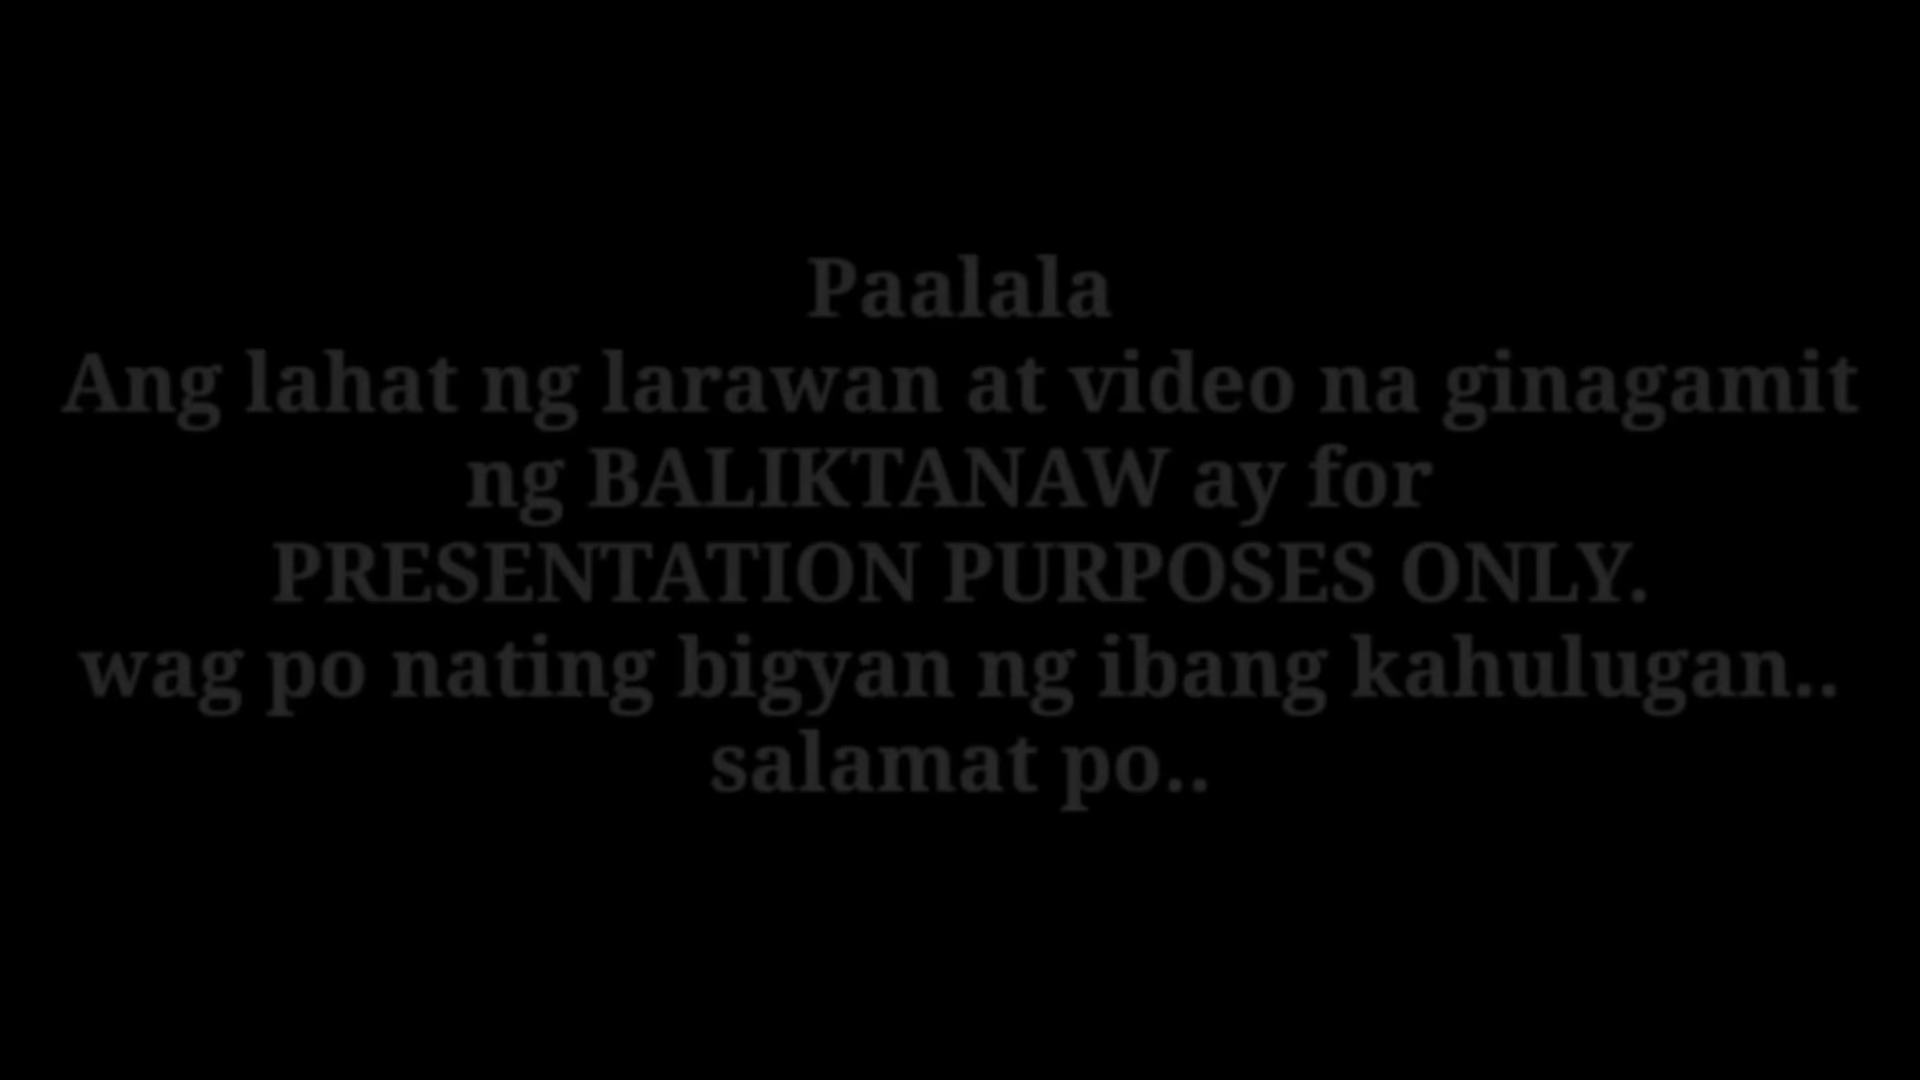 Paalala
Ang lahat ng larawan at video na ginagamit
ng BALIKTANAW ay for
PRESENTATION PURPOSES ONLY.
wag po nating bigyan ng ibang kahulugan..
salamat po..